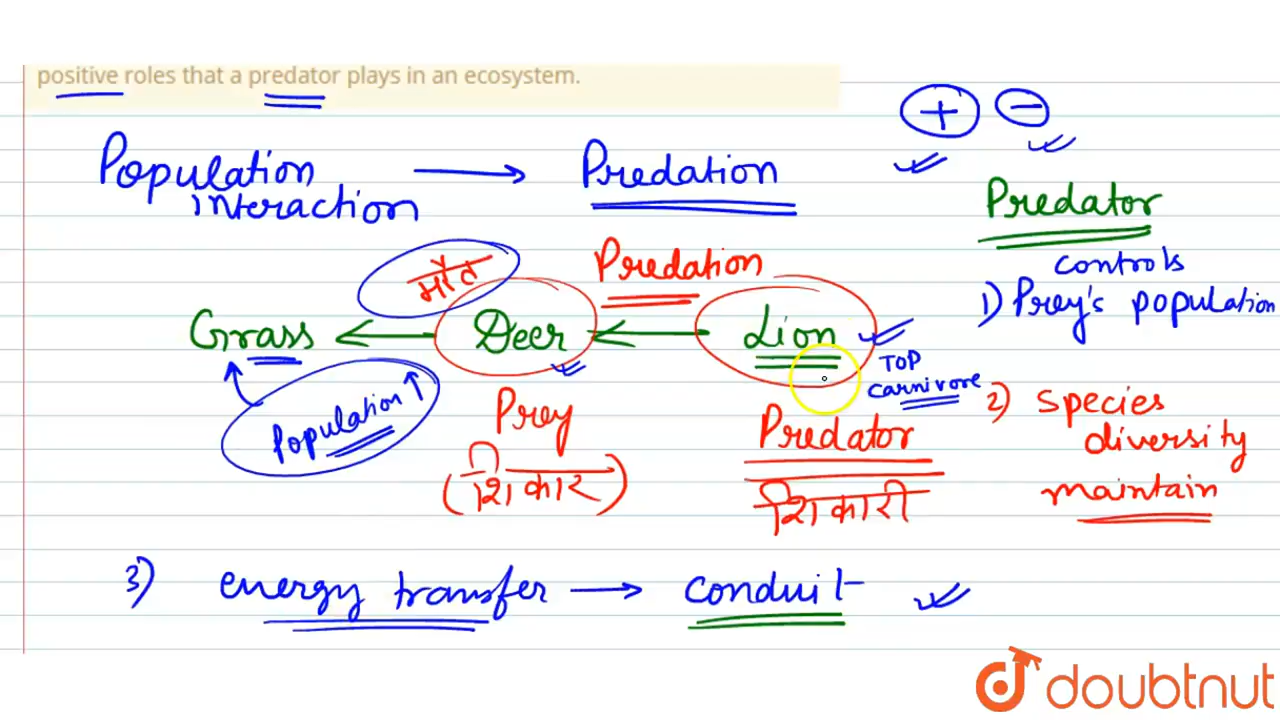 positive roles that a predator plays in an ecosystem.
+ −
Population → Predation
interaction
Predator
controls
1) Prey's population
मौत
Predation
Grass ← Deer ← Lion
TOP
carnivore
Population ↑
Prey
(शिकार)
Predator
शिकारी
2) Species
diversity
maintain
3) energy transfer → conduit
doubtnut